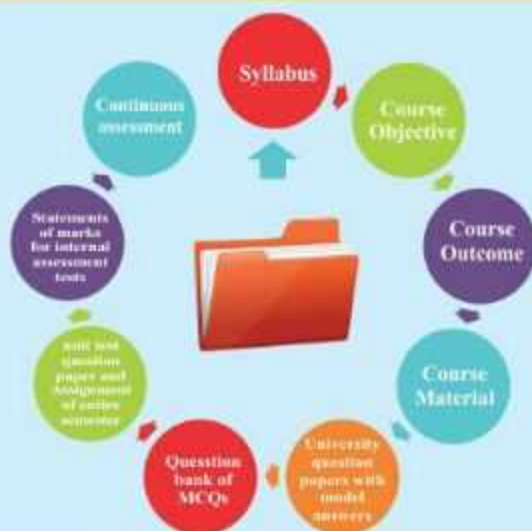 Syllabus
Course
Objective
Course
Outcome
Course
Material
University
question
papers with
model
answers
Quesstion
bank of
MCQs
unit test
question
paper and
Assignment
of entire
semester
Statements
of marks
for internal
assessment
tests
Continuous
assessment